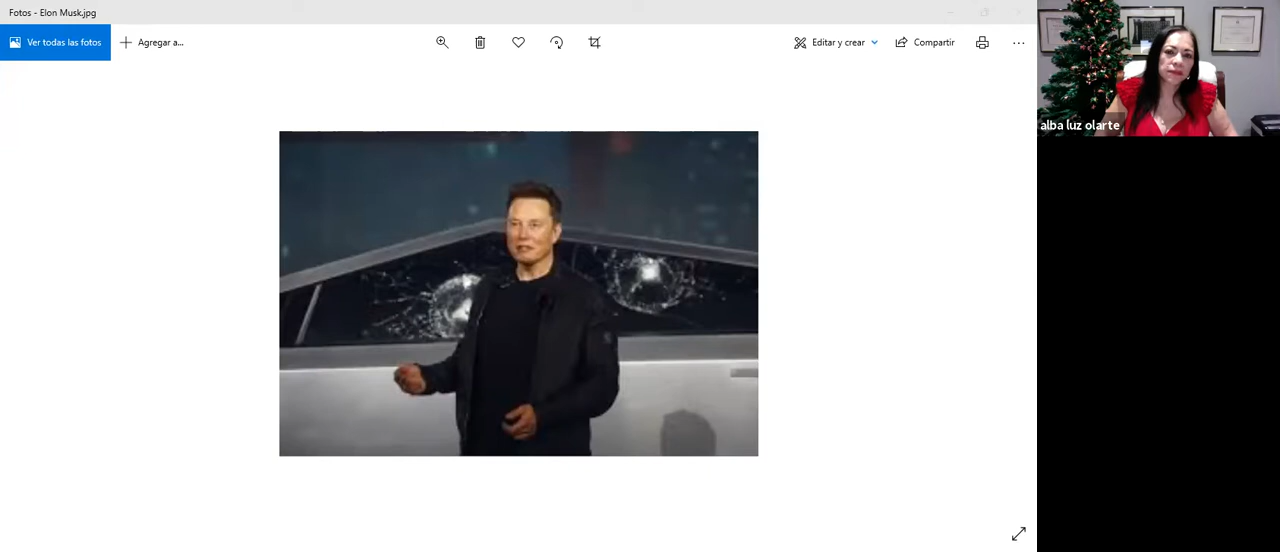 Fotos - Elon Musk.jpg
Ver todas las fotos
Agregar a...
Editar y crear
Compartir
alba luz olarte